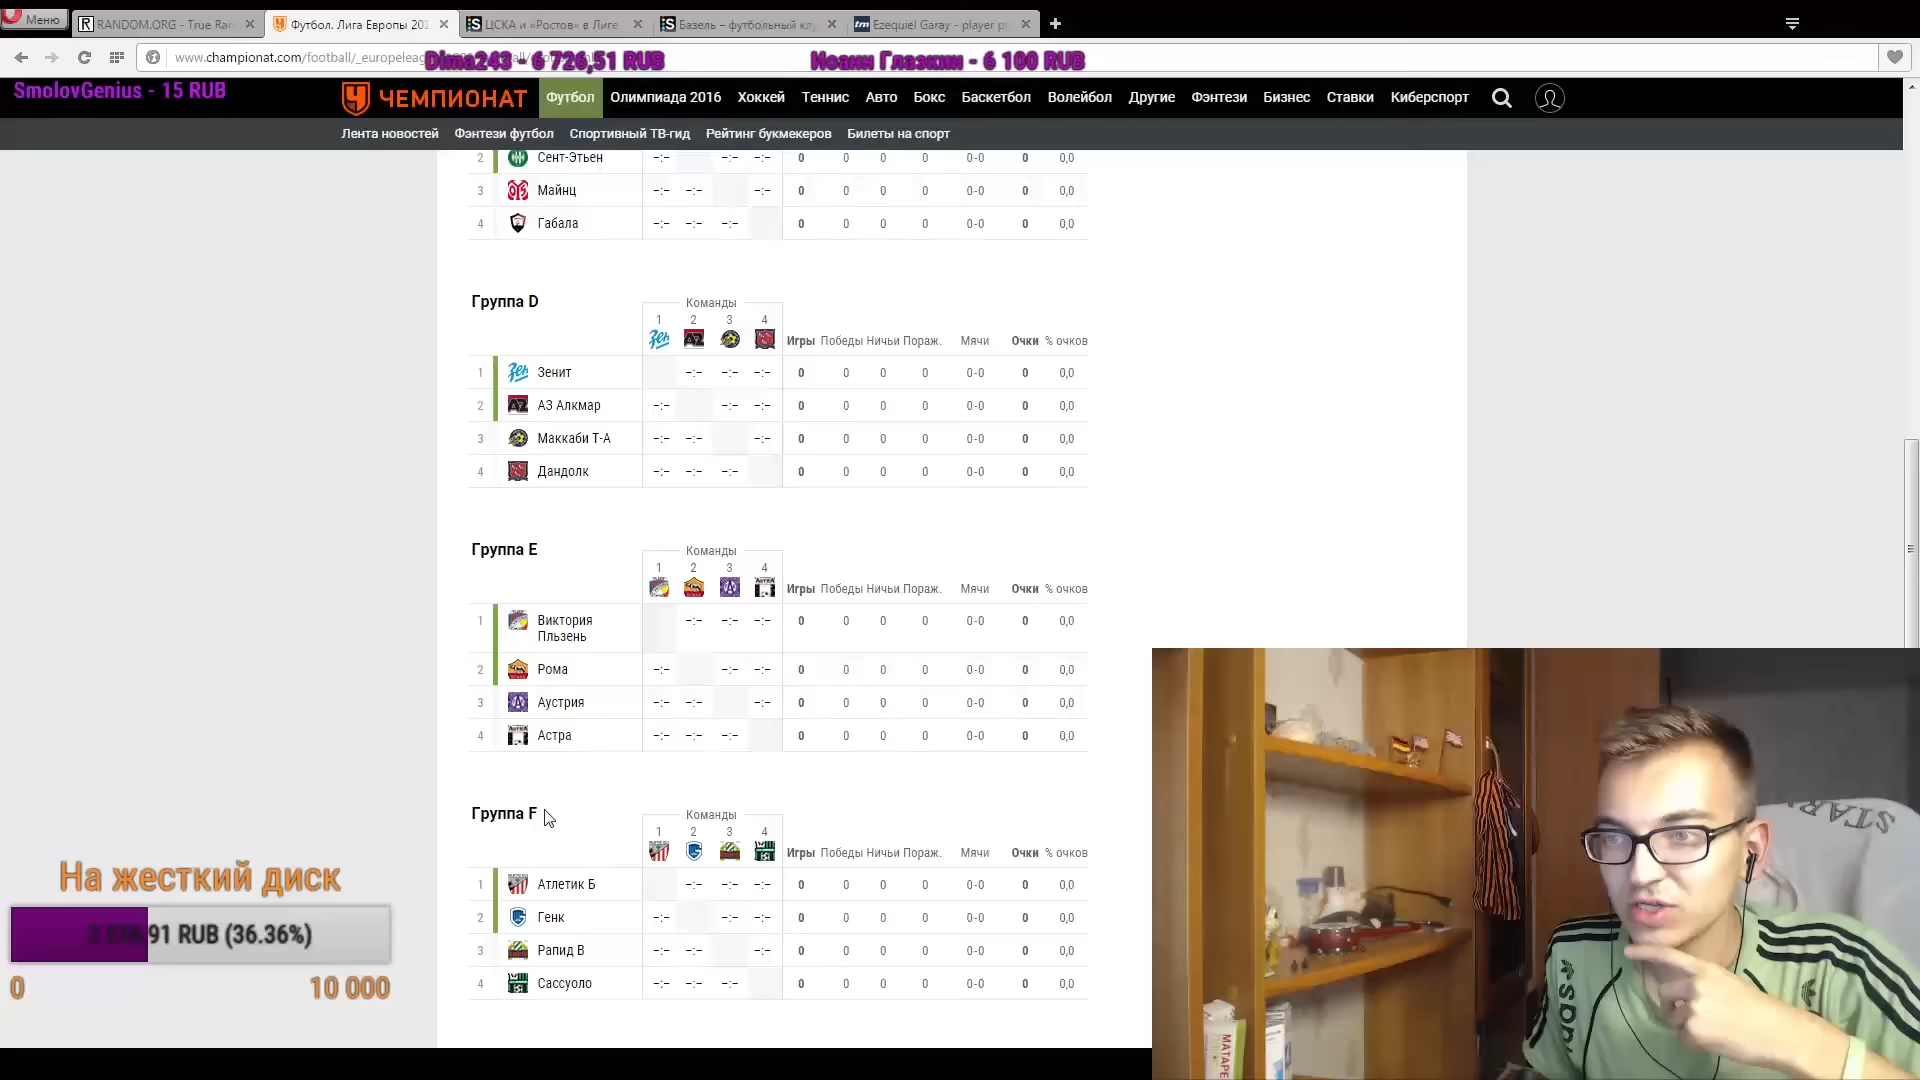 Меню
RANDOM.ORG - True Ran
Футбол. Лига Европы 201
ЦСКА и «Ростов» в Лиге
Базель – футбольный клу
Ezequiel Garay - player p
www.championat.com/football/_europeleag
Dima243 - 6 726,51 RUB
Иоанн Глазкин - 6 100 RUB
SmolovGenius - 15 RUB
ЧЕМПИОНАТ
Футбол Олимпиада 2016 Хоккей Теннис Авто Бокс Баскетбол Волейбол Другие Фэнтези Бизнес Ставки Киберспорт
Лента новостей Фэнтези футбол Спортивный ТВ-гид Рейтинг букмекеров Билеты на спорт
2 Сент-Этьен -:- -:- -:- 0 0 0 0 0-0 0 0,0
3 Майнц -:- -:- -:- 0 0 0 0 0-0 0 0,0
4 Габала -:- -:- -:- 0 0 0 0 0-0 0 0,0
Группа D
Команды
1 2 3 4
Игры Победы Ничьи Пораж. Мячи Очки % очков
1 Зенит -:- -:- -:- 0 0 0 0 0-0 0 0,0
2 АЗ Алкмар -:- -:- -:- 0 0 0 0 0-0 0 0,0
3 Маккаби Т-А -:- -:- -:- 0 0 0 0 0-0 0 0,0
4 Дандолк -:- -:- -:- 0 0 0 0 0-0 0 0,0
Группа E
Команды
1 2 3 4
Игры Победы Ничьи Пораж. Мячи Очки % очков
1 Виктория -:- -:- -:- 0 0 0 0 0-0 0 0,0
Пльзень
2 Рома -:- -:- -:- 0 0 0 0 0-0 0 0,0
3 Аустрия -:- -:- -:- 0 0 0 0 0-0 0 0,0
4 Астра -:- -:- -:- 0 0 0 0 0-0 0 0,0
Группа F
Команды
1 2 3 4
Игры Победы Ничьи Пораж. Мячи Очки % очков
1 Атлетик Б -:- -:- -:- 0 0 0 0 0-0 0 0,0
2 Генк -:- -:- -:- 0 0 0 0 0-0 0 0,0
3 Рапид В -:- -:- -:- 0 0 0 0 0-0 0 0,0
4 Сассуоло -:- -:- -:- 0 0 0 0 0-0 0 0,0
На жесткий диск
RUB (36.36%)
0 10 000
STAR
adidas
МАТАРЕ